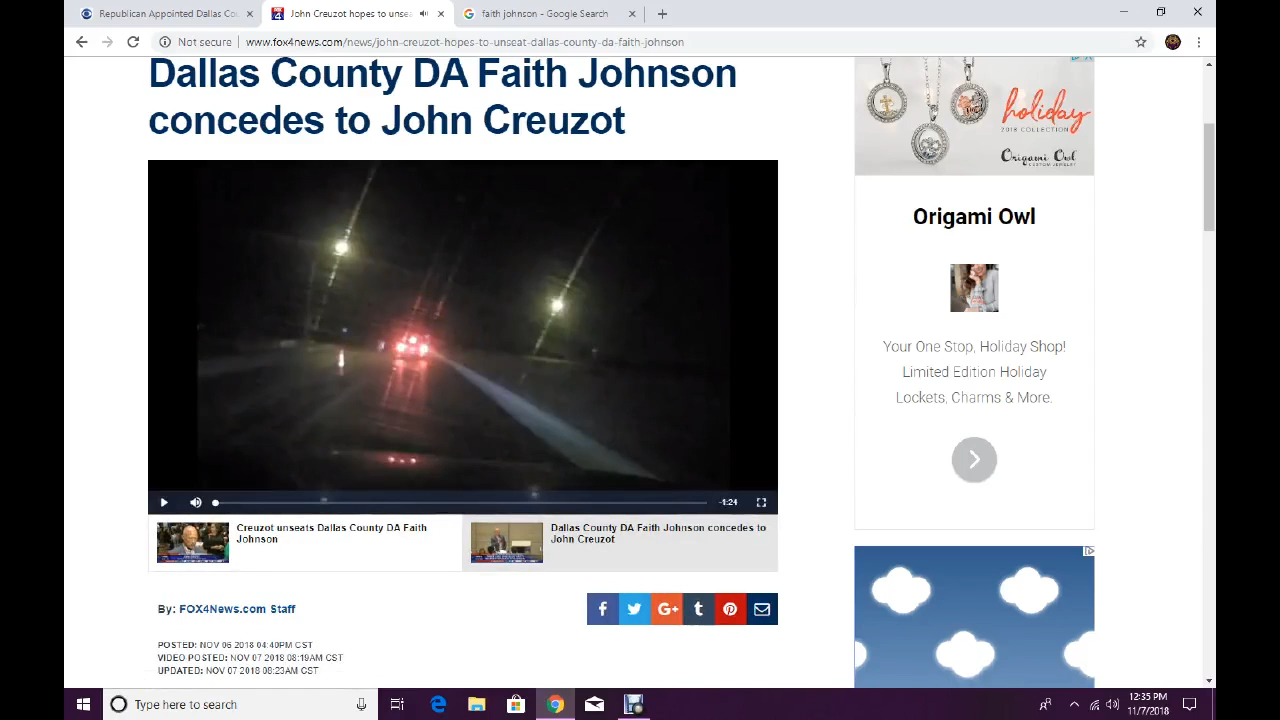 Republican Appointed Dallas Cou
John Creuzot hopes to unsea
faith johnson - Google Search
Not secure
www.fox4news.com/news/john-creuzot-hopes-to-unseat-dallas-county-da-faith-johnson
Dallas County DA Faith Johnson
concedes to John Creuzot
-1:24
Creuzot unseats Dallas County DA Faith
Johnson
Dallas County DA Faith Johnson concedes to
John Creuzot
By: FOX4News.com Staff
POSTED: NOV 06 2018 04:40PM CST
VIDEO POSTED: NOV 07 2018 08:19AM CST
UPDATED: NOV 07 2018 08:23AM CST
holiday
2018 COLLECTION
Origami Owl
CUSTOM JEWELRY
Origami Owl
Your One Stop, Holiday Shop!
Limited Edition Holiday
Lockets, Charms & More.
Type here to search
12:35 PM
11/7/2018